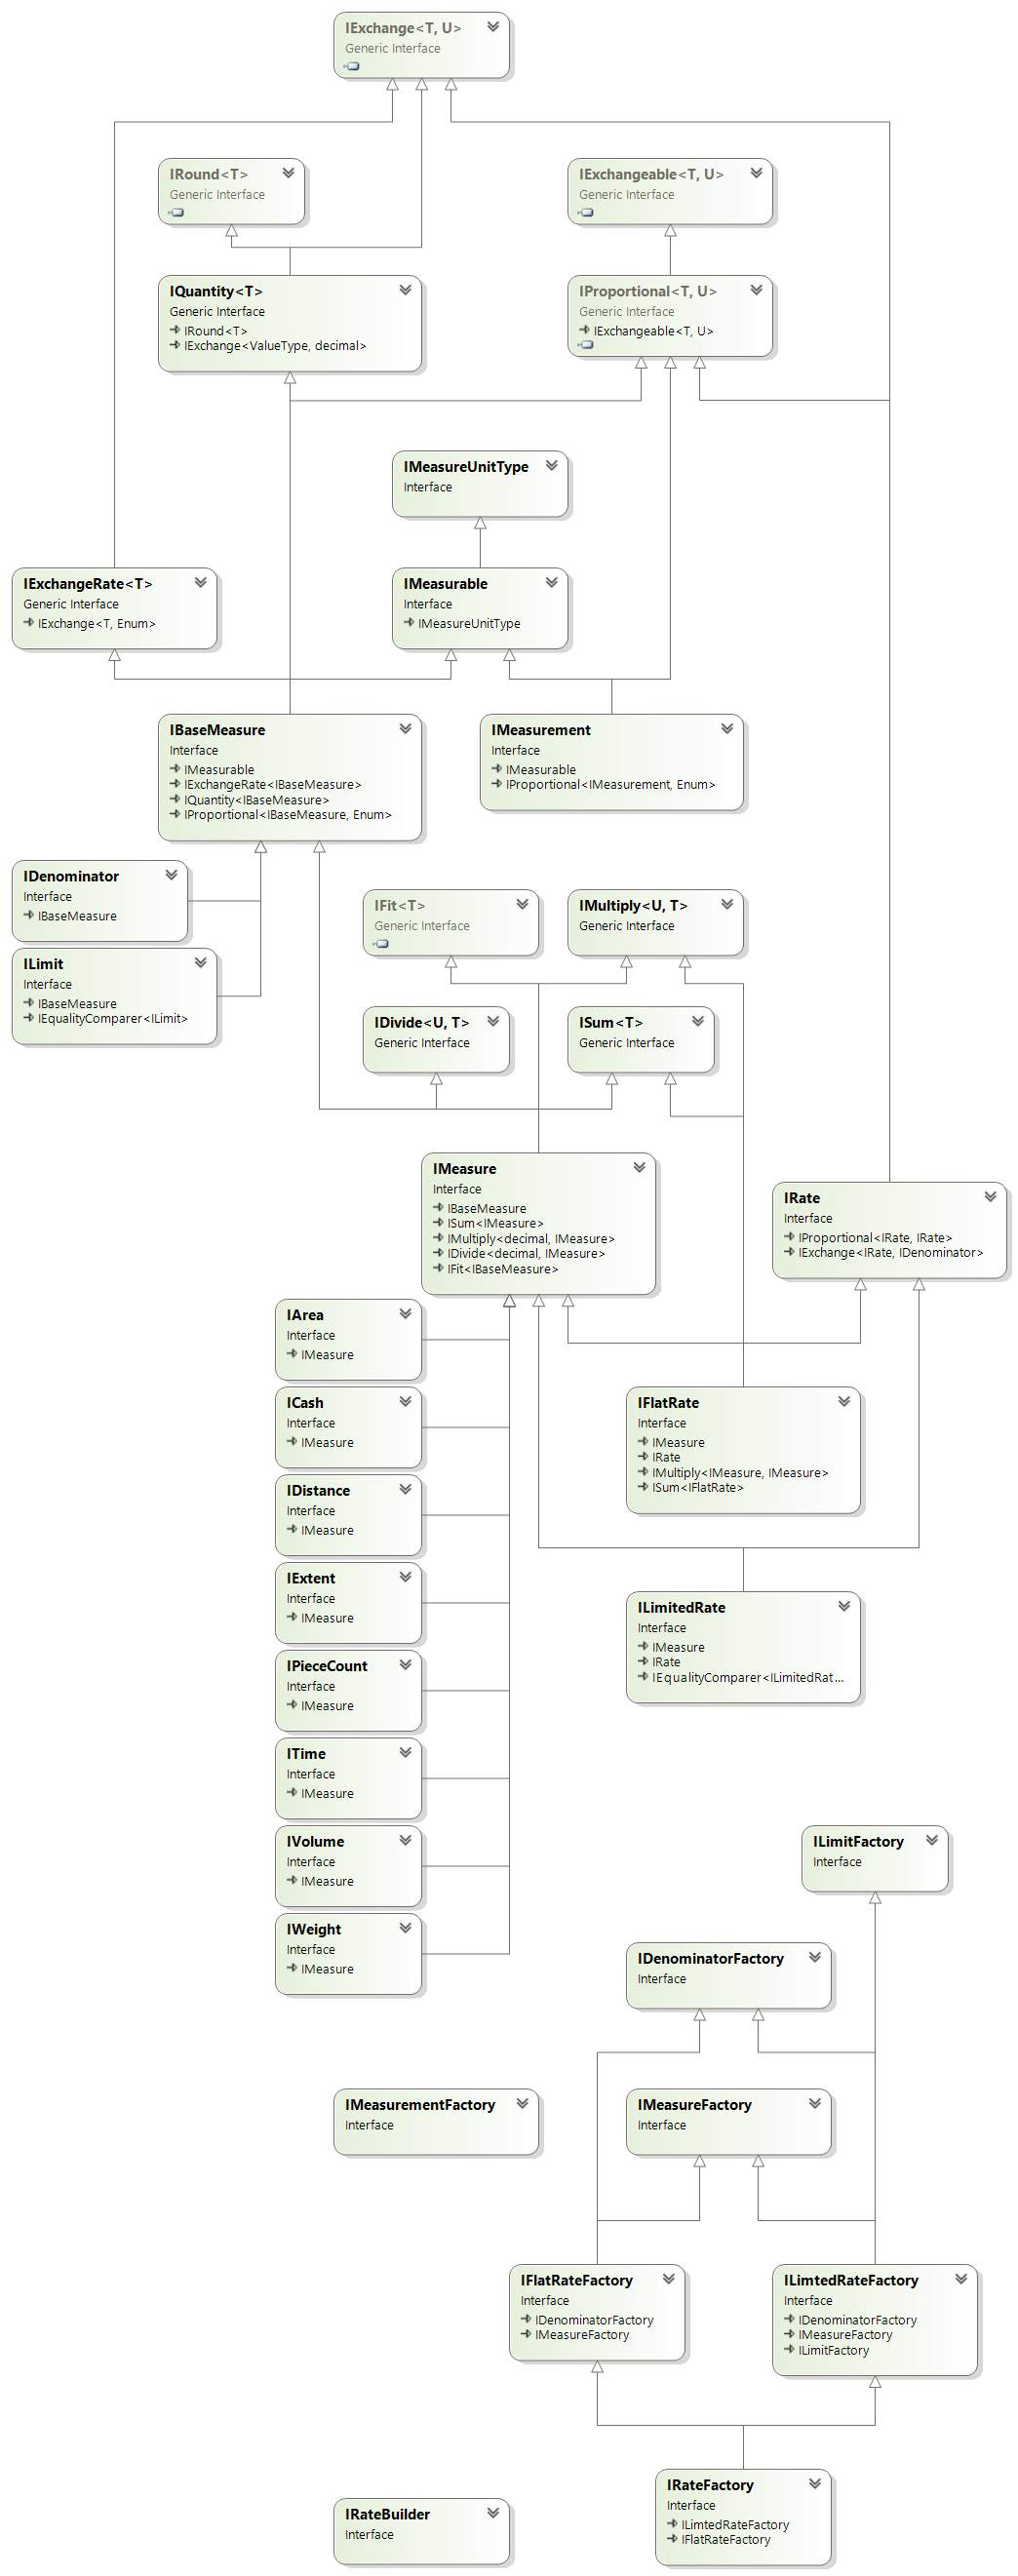 IExchange<T, U>
Generic Interface
IRound<T>
Generic Interface
IExchangeable<T, U>
Generic Interface
IQuantity<T>
Generic Interface
IRound<T>
IExchange<ValueType, decimal>
IProportional<T, U>
Generic Interface
IExchangeable<T, U>
IMeasureUnitType
Interface
IExchangeRate<T>
Generic Interface
IExchange<T, Enum>
IMeasurable
Interface
IMeasureUnitType
IBaseMeasure
Interface
IMeasurable
IExchangeRate<IBaseMeasure>
IQuantity<IBaseMeasure>
IProportional<IBaseMeasure, Enum>
IMeasurement
Interface
IMeasurable
IProportional<IMeasurement, Enum>
IDenominator
Interface
IBaseMeasure
IFit<T>
Generic Interface
IMultiply<U, T>
Generic Interface
ILimit
Interface
IBaseMeasure
IEqualityComparer<ILimit>
IDivide<U, T>
Generic Interface
ISum<T>
Generic Interface
IMeasure
Interface
IBaseMeasure
ISum<IMeasure>
IMultiply<decimal, IMeasure>
IDivide<decimal, IMeasure>
IFit<IBaseMeasure>
IRate
Interface
IProportional<IRate, IRate>
IExchange<IRate, IDenominator>
IArea
Interface
IMeasure
ICash
Interface
IMeasure
IFlatRate
Interface
IMeasure
IRate
IMultiply<IMeasure, IMeasure>
ISum<IFlatRate>
IDistance
Interface
IMeasure
IExtent
Interface
IMeasure
ILimitedRate
Interface
IMeasure
IRate
IEqualityComparer<ILimitedRat...
IPieceCount
Interface
IMeasure
ITime
Interface
IMeasure
IVolume
Interface
IMeasure
ILimitFactory
Interface
IWeight
Interface
IMeasure
IDenominatorFactory
Interface
IMeasurementFactory
Interface
IMeasureFactory
Interface
IFlatRateFactory
Interface
IDenominatorFactory
IMeasureFactory
ILimtedRateFactory
Interface
IDenominatorFactory
IMeasureFactory
ILimitFactory
IRateFactory
Interface
ILimtedRateFactory
IFlatRateFactory
IRateBuilder
Interface